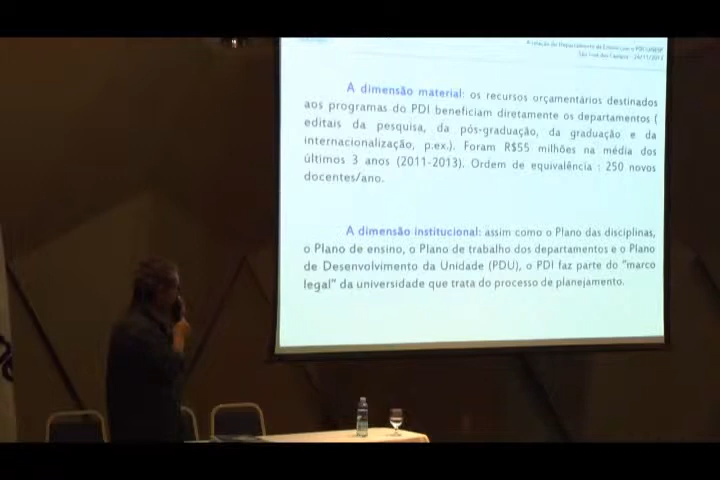 A relação do Departamento de Ensino com o PDI UNESP
São José dos Campos - 26/11/2013
A dimensão material: os recursos orçamentários destinados
aos programas do PDI beneficiam diretamente os departamentos (
editais da pesquisa, da pós-graduação, da graduação e da
internacionalização, p.ex.). Foram R$55 milhões na média dos
últimos 3 anos (2011-2013). Ordem de equivalência : 250 novos
docentes/ano.
A dimensão institucional: assim como o Plano das disciplinas,
o Plano de ensino, o Plano de trabalho dos departamentos e o Plano
de Desenvolvimento da Unidade (PDU), o PDI faz parte do “marco
legal” da universidade que trata do processo de planejamento.